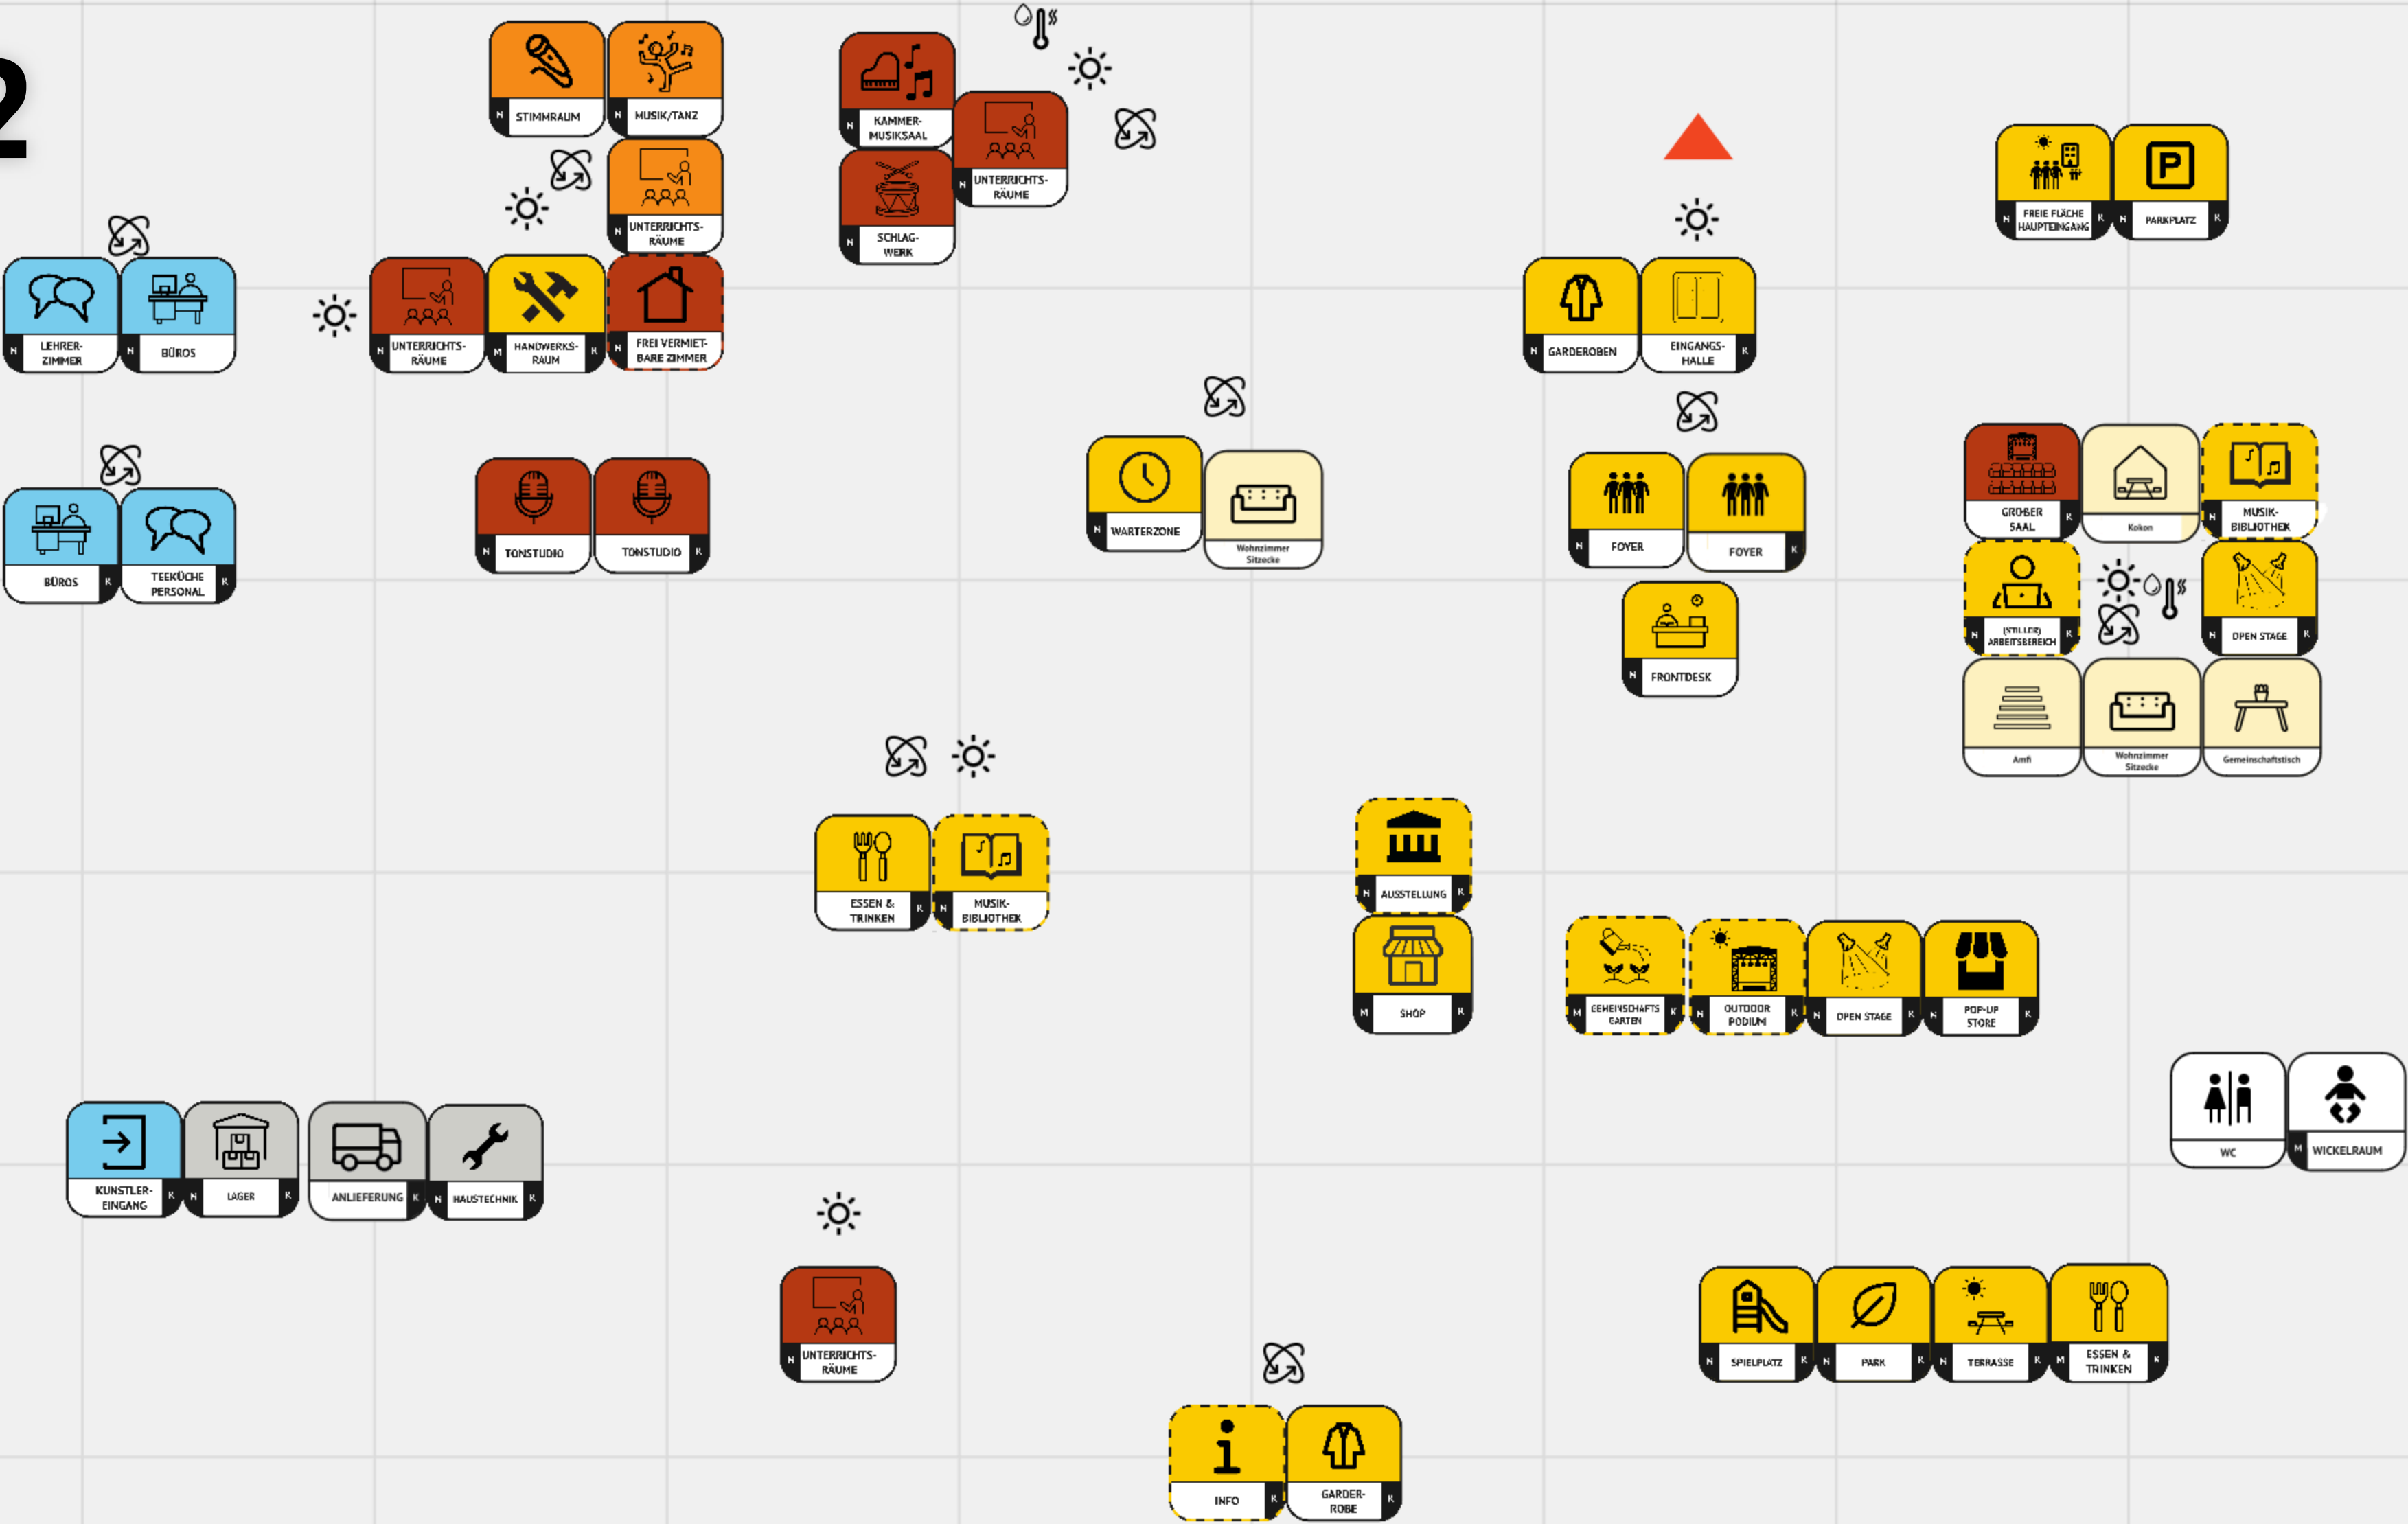 2
N STIMMRAUM
N MUSIK/TANZ
N UNTERRICHTS-
RÄUME
N KAMMER-
MUSIKSAAL
N UNTERRICHTS-
RÄUME
N SCHLAG-
WERK
N FREIE FLÄCHE K
HAUPTEINGANG
P
N PARKPLATZ K
N LEHRER-
ZIMMER
N BÜROS
N UNTERRICHTS-
RÄUME
M HANDWERKS- K
RAUM
N FREI VERMIET-
BARE ZIMMER
N GARDEROBEN
EINGANGS- K
HALLE
BÜROS K
TEEKÜCHE K
PERSONAL
N TONSTUDIO
TONSTUDIO K
N WARTERZONE
Wohnzimmer
Sitzecke
N FOYER
FOYER K
N FRONTDESK
GROßER K
SAAL
Kokon
N MUSIK-
BIBLIOTHEK
N (STILLER) K
ARBEITSBEREICH
N OPEN STAGE K
Amfi
Wohnzimmer
Sitzecke
Gemeinschaftstisch
ESSEN & K
TRINKEN
N MUSIK-
BIBLIOTHEK
N AUSSTELLUNG K
M SHOP K
M GEMEINSCHAFTS K
GARTEN
N OUTDOOR K
PODIUM
N OPEN STAGE K
N POP-UP K
STORE
WC
M WICKELRAUM
KÜNSTLER- K
EINGANG
N LAGER K
ANLIEFERUNG K
N HAUSTECHNIK K
N UNTERRICHTS-
RÄUME
N SPIELPLATZ K
N PARK K
N TERRASSE K
M ESSEN & K
TRINKEN
i
INFO K
GARDER- K
ROBE